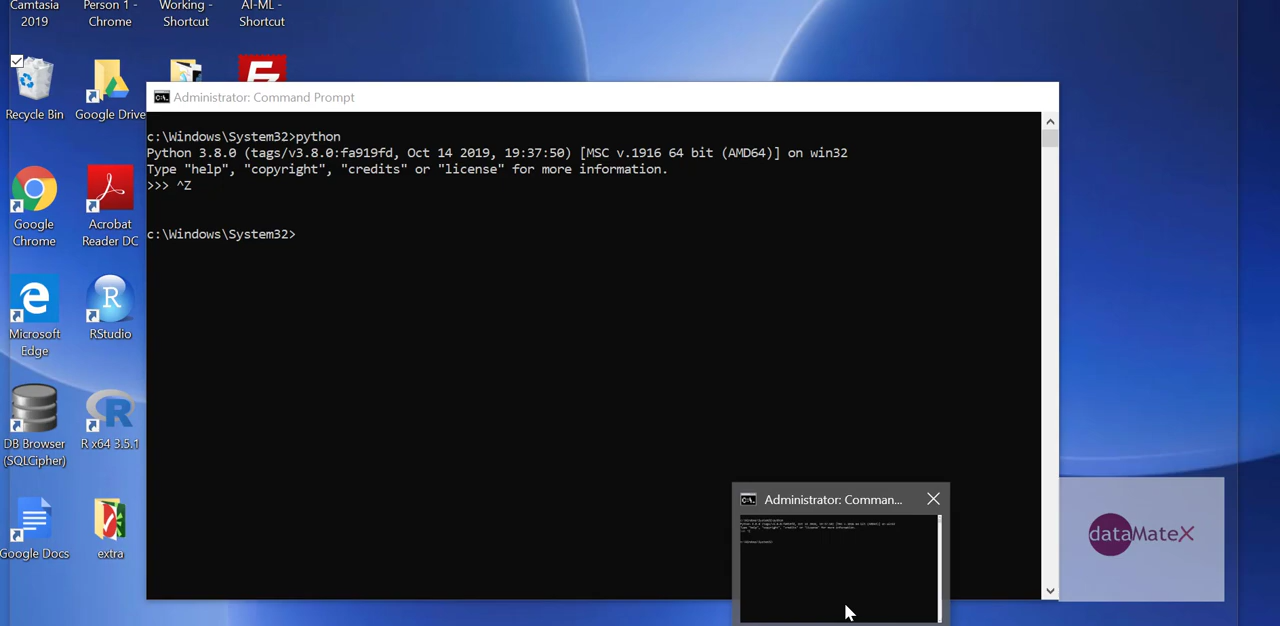 Camtasia
2019
Person 1 -
Chrome
Working -
Shortcut
AI-ML -
Shortcut
Recycle Bin
Google Drive
Administrator: Command Prompt
c:\Windows\System32>python
Python 3.8.0 (tags/v3.8.0:fa919fd, Oct 14 2019, 19:37:50) [MSC v.1916 64 bit (AMD64)] on win32
Type "help", "copyright", "credits" or "license" for more information.
>>> ^Z
c:\Windows\System32>
Google
Chrome
Acrobat
Reader DC
Microsoft
Edge
RStudio
DB Browser
(SQLCipher)
R x64 3.5.1
Google Docs
extra
Administrator: Comman...
dataMateX